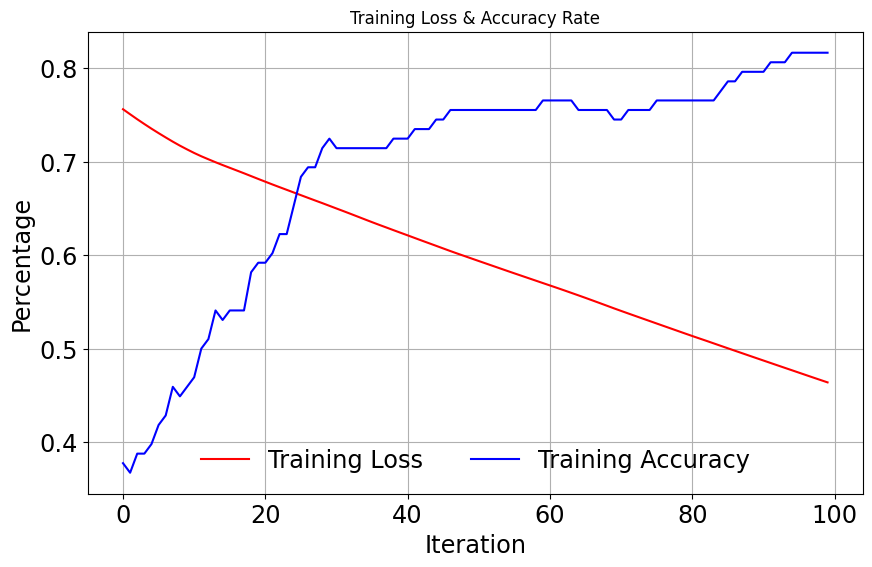 Training Loss & Accuracy Rate
Percentage
0.8
0.7
0.6
0.5
0.4
Training Loss
Training Accuracy
0 20 40 60 80 100
Iteration